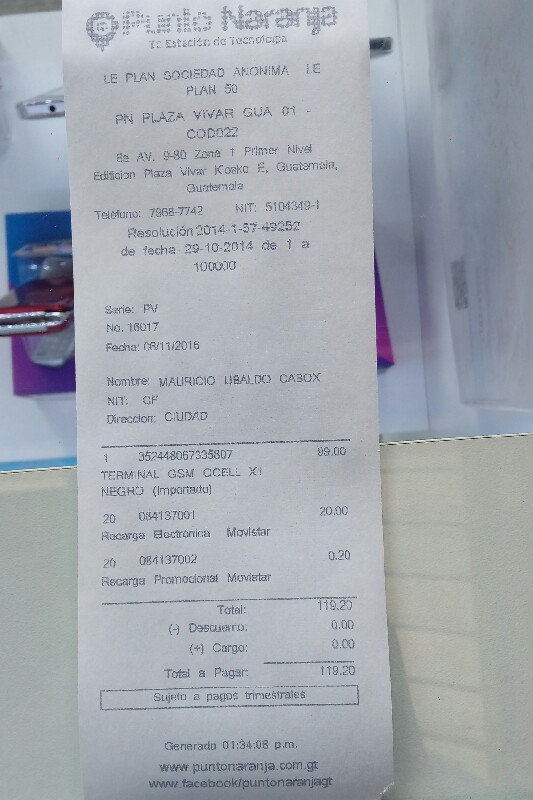 Punto Naranja
Tu Estación de Tecnología
LE PLAN SOCIEDAD ANONIMA LE
PLAN 50
PN PLAZA VIVAR GUA 01 -
COD022
6a AV. 9-80 Zona 1 Primer Nivel
Edificion Plaza Vivar Kosko E, Guatemala,
Guatemala
Teléfono: 7968-7742 NIT: 5104349-1
Resolución 2014-1-57-49252
de fecha 29-10-2014 de 1 a
100000
Serie: PV
No. 16017
Fecha: 06/11/2016
Nombre: MAURICIO UBALDO CABOX
NIT: CF
Direccion: CIUDAD
1 352448067335807 99.00
TERMINAL GSM QCELL X1
NEGRO (Importado)
20 084137001 20.00
Recarga Electrónica Movistar
20 084137002 0.20
Recarga Promocional Movistar
Total: 119.20
(-) Descuento: 0.00
(+) Cargo: 0.00
Total a Pagar: 119.20
Sujeto a pagos trimestrales
Generado 01:34:08 p.m.
www.puntonaranja.com.gt
www.facebook/puntonaranjagt